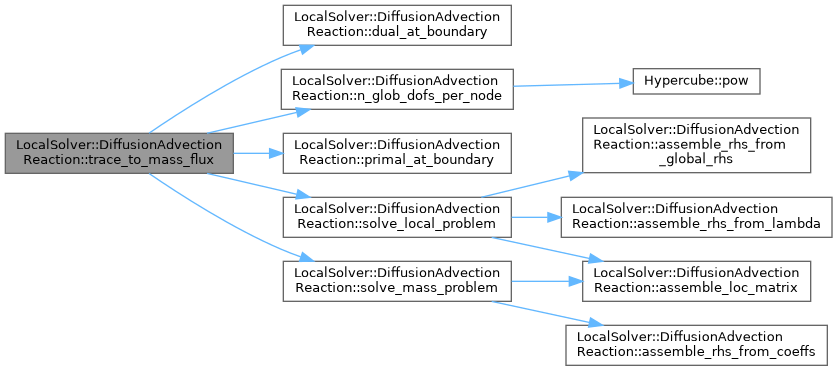 LocalSolver::DiffusionAdvection
Reaction::trace_to_mass_flux
LocalSolver::DiffusionAdvection
Reaction::dual_at_boundary
LocalSolver::DiffusionAdvection
Reaction::n_glob_dofs_per_node
LocalSolver::DiffusionAdvection
Reaction::primal_at_boundary
LocalSolver::DiffusionAdvection
Reaction::solve_local_problem
LocalSolver::DiffusionAdvection
Reaction::solve_mass_problem
Hypercube::pow
LocalSolver::DiffusionAdvection
Reaction::assemble_rhs_from
_global_rhs
LocalSolver::DiffusionAdvection
Reaction::assemble_rhs_from_lambda
LocalSolver::DiffusionAdvection
Reaction::assemble_loc_matrix
LocalSolver::DiffusionAdvection
Reaction::assemble_rhs_from_coeffs